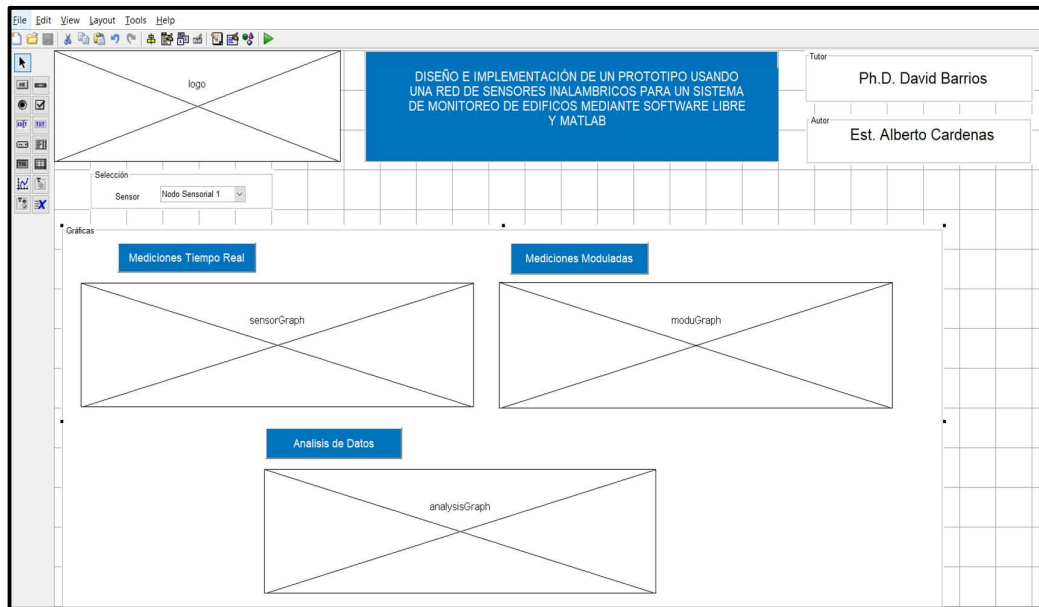 File Edit View Layout Tools Help
logo
DISEÑO E IMPLEMENTACIÓN DE UN PROTOTIPO USANDO
UNA RED DE SENSORES INALAMBRICOS PARA UN SISTEMA
DE MONITOREO DE EDIFICOS MEDIANTE SOFTWARE LIBRE
Y MATLAB
Tutor
Ph.D. David Barrios
Autor
Est. Alberto Cardenas
Selección
Sensor Nodo Sensorial 1
Gráficas
Mediciones Tiempo Real
Mediciones Moduladas
sensorGraph
moduGraph
Analisis de Datos
analysisGraph